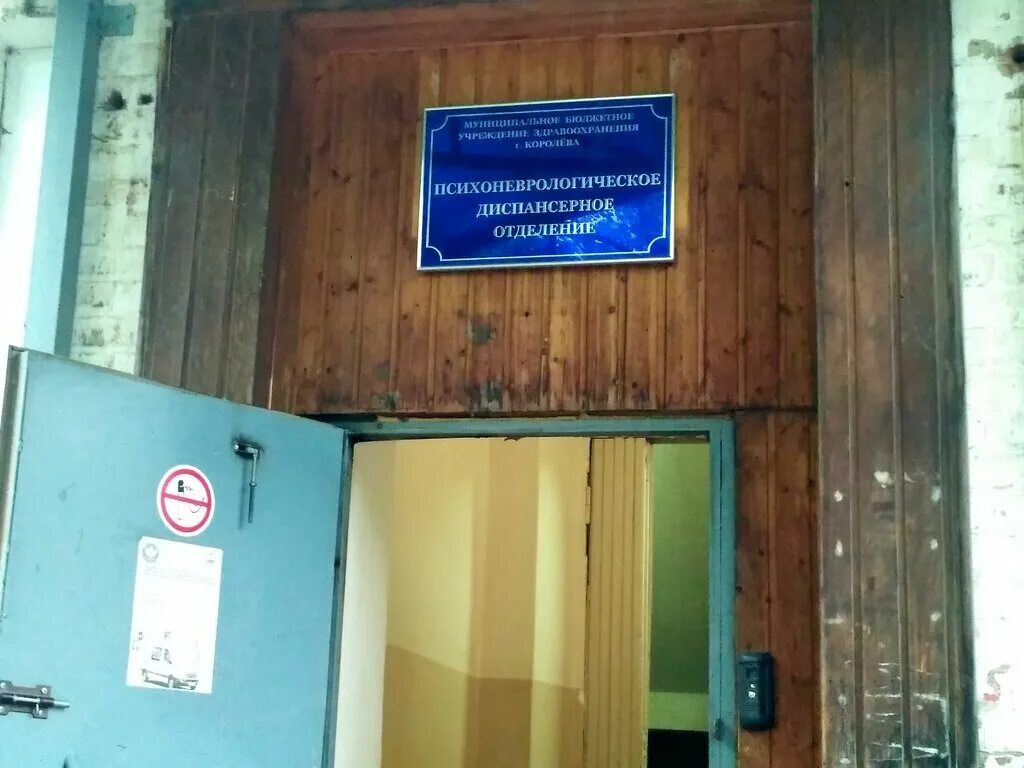 МУНИЦИПАЛЬНОЕ БЮДЖЕТНОЕ
УЧРЕЖДЕНИЕ ЗДРАВООХРАНЕНИЯ
г. КОРОЛЁВА
ПСИХОНЕВРОЛОГИЧЕСКОЕ
ДИСПАНСЕРНОЕ
ОТДЕЛЕНИЕ